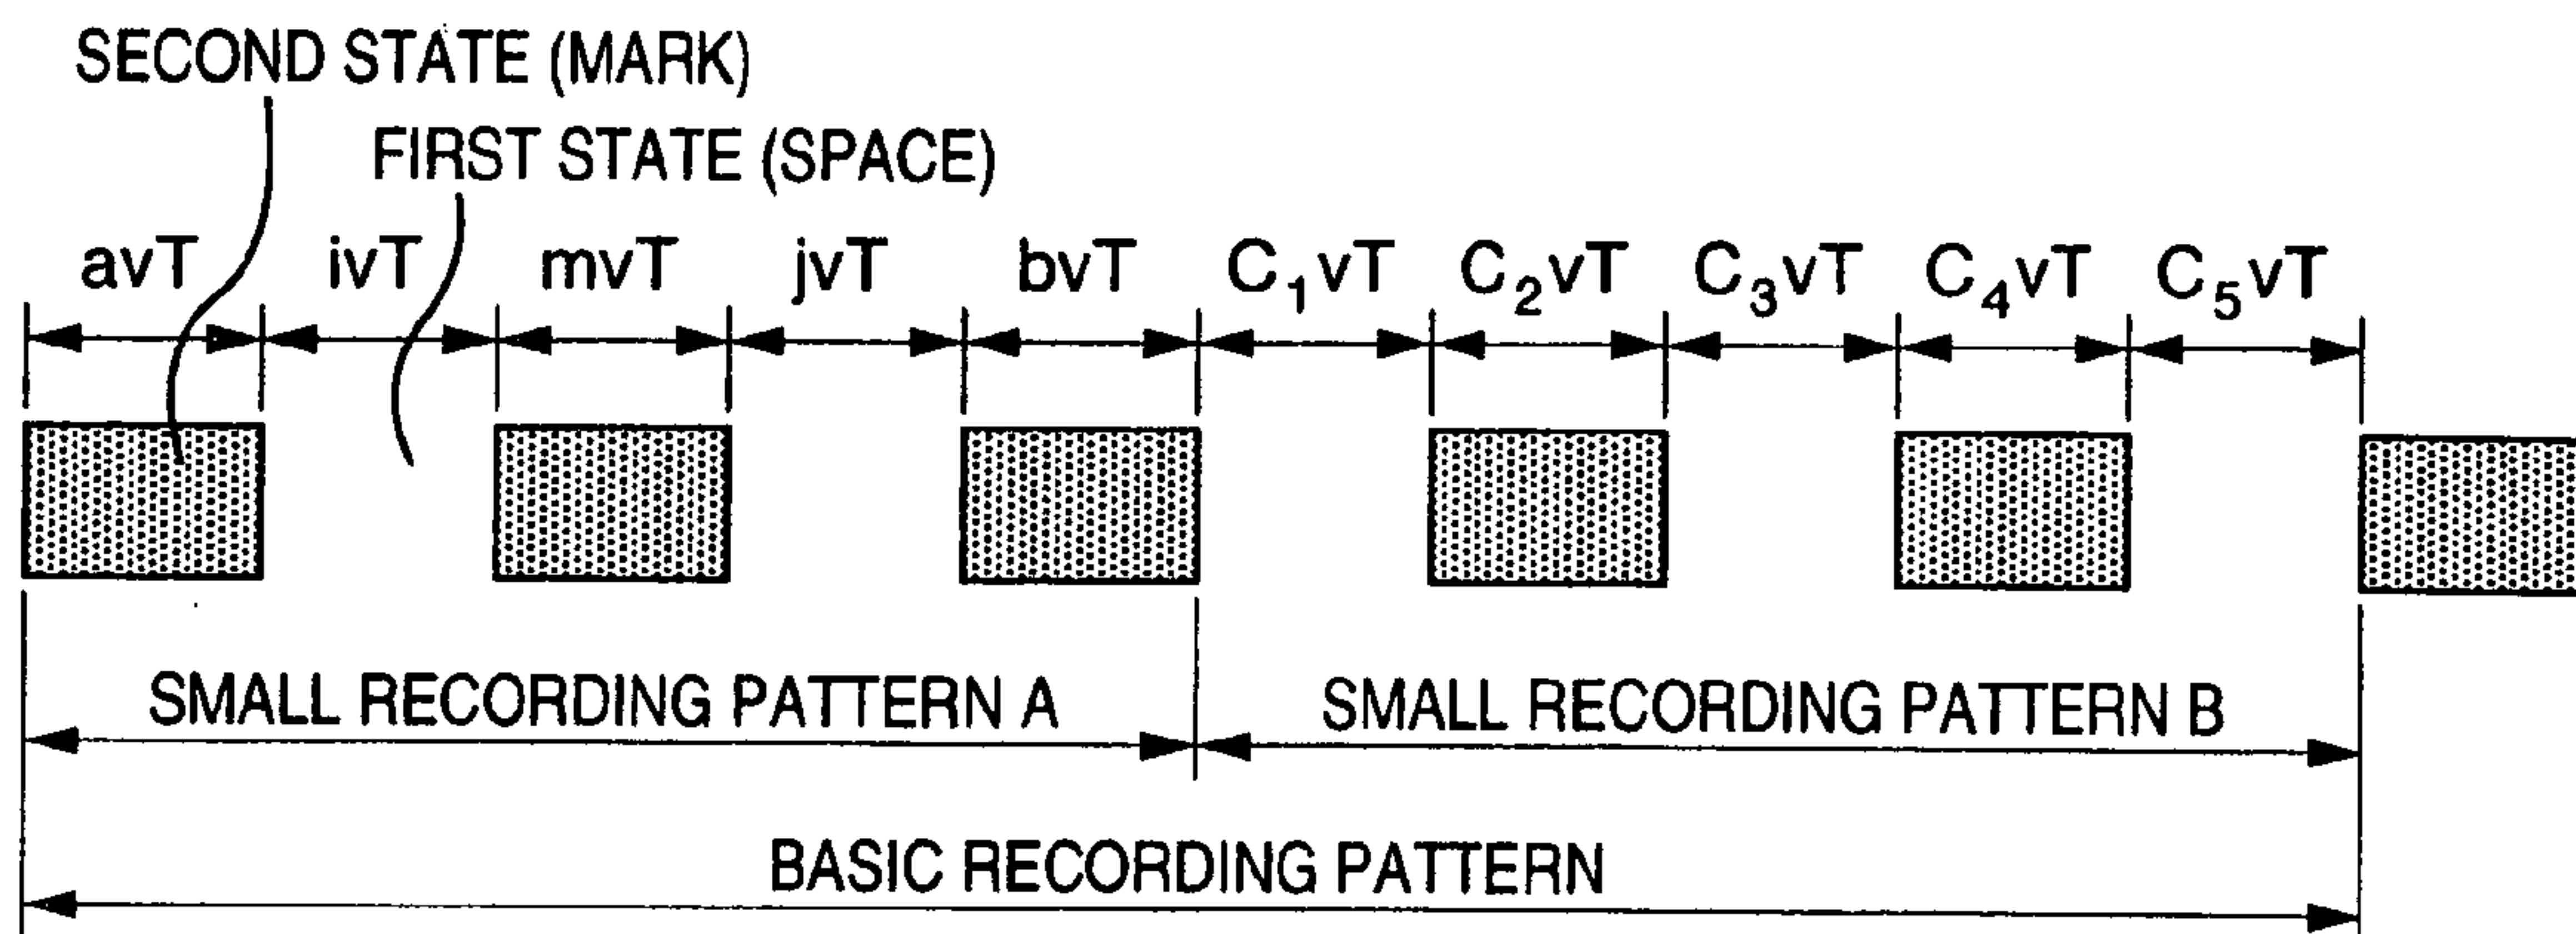 SECOND STATE (MARK)
FIRST STATE (SPACE)
avT ivT mvT jvT bvT C₁vT C₂vT C₃vT C₄vT C₅vT
SMALL RECORDING PATTERN A SMALL RECORDING PATTERN B
BASIC RECORDING PATTERN